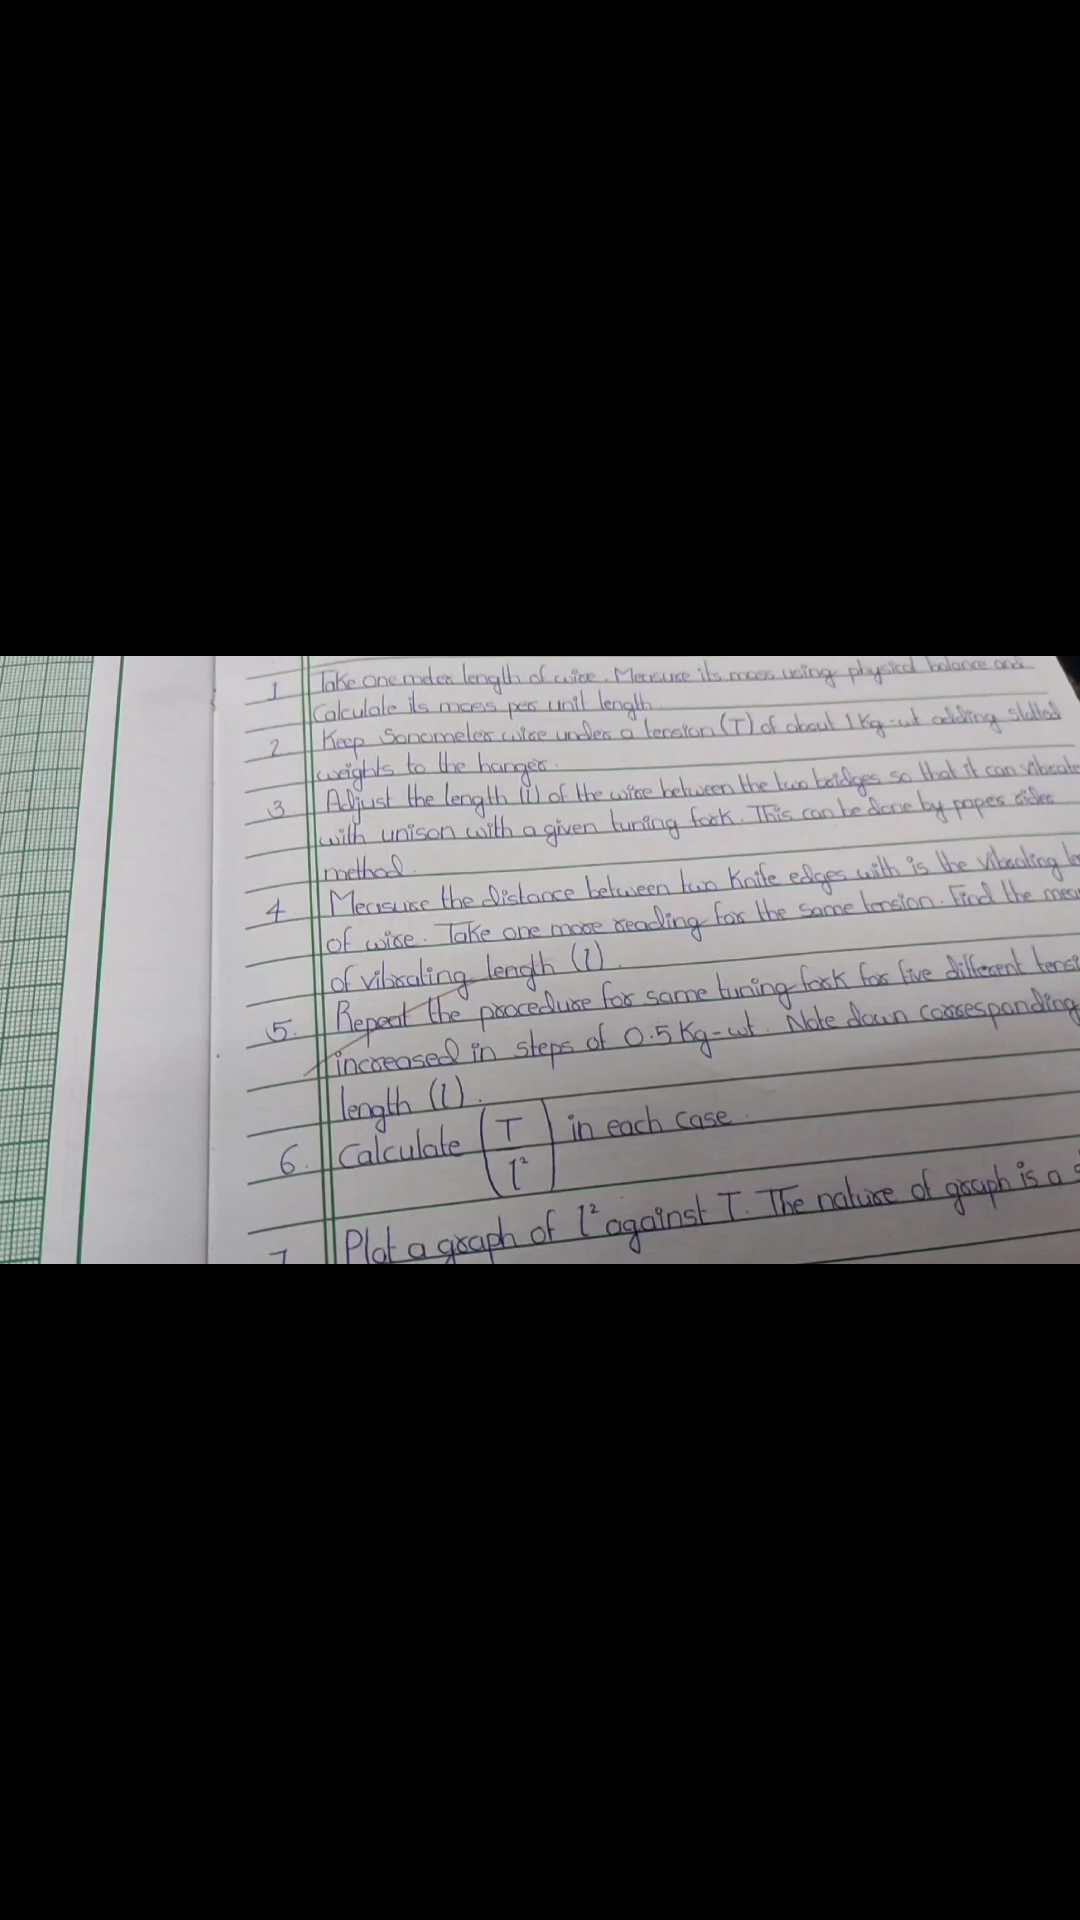 1 Take one meter length of wire. Measure its mass using physical balance and
Calculate its mass per unit length.
2 Keep Sonometer wire under a tension (T) of about 1 Kg-wt adding slotted
weights to the hanger.
3 Adjust the length (l) of the wire between the two bridges so that it can vibrate
with unison with a given tuning fork. This can be done by paper rider
method.
4. Measure the distance between two Knife edges with is the vibrating
of wire. Take one more reading for the same tension. Find the
of vibrating length (l).
5. Repeat the procedure for same tuning fork for five different
increased in steps of 0.5 Kg-wt. Note down corresponding
length (l).
6. Calculate (T/l²) in each case.
7 Plot a graph of l² against T. The nature of graph is a